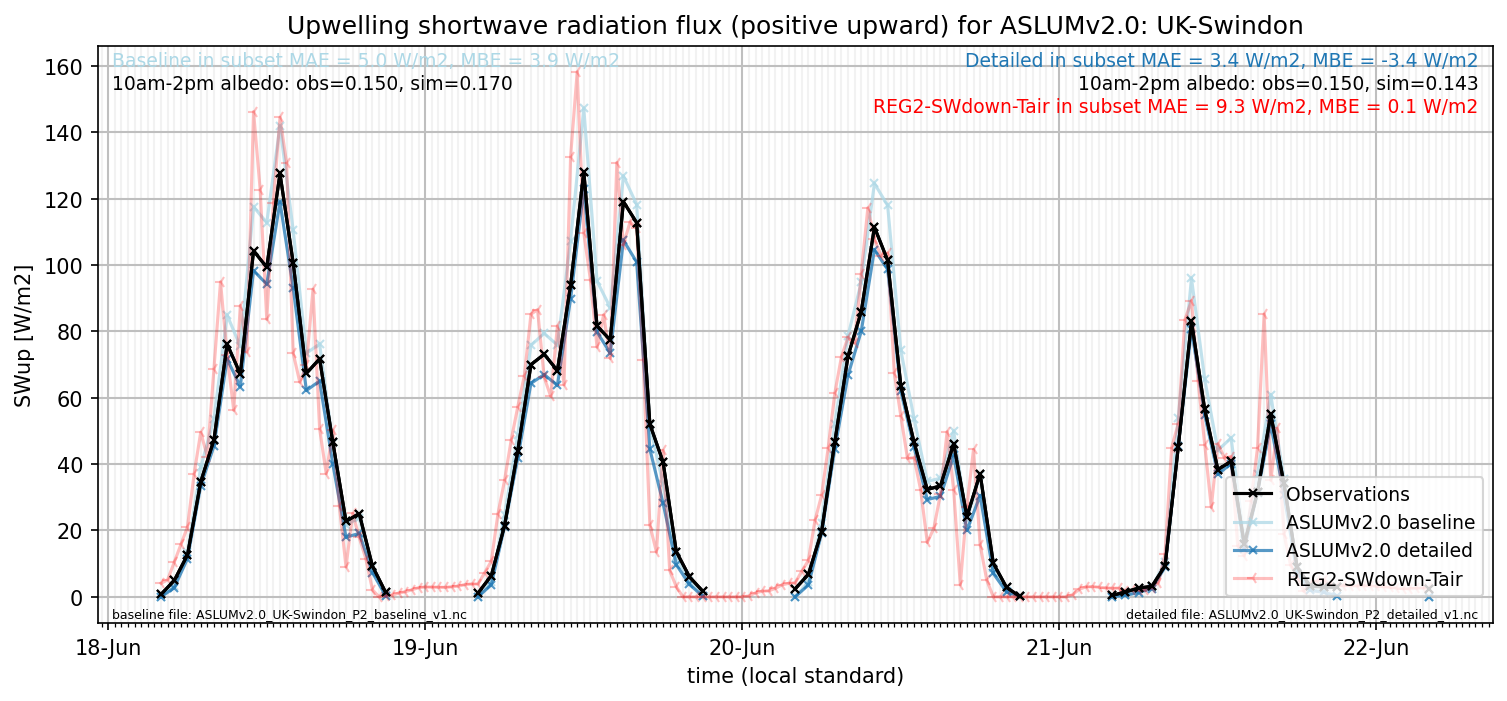 Upwelling shortwave radiation flux (positive upward) for ASLUMv2.0: UK-Swindon
Baseline in subset MAE = 5.0 W/m2, MBE = 3.9 W/m2
10am-2pm albedo: obs=0.150, sim=0.170
Detailed in subset MAE = 3.4 W/m2, MBE = -3.4 W/m2
10am-2pm albedo: obs=0.150, sim=0.143
REG2-SWdown-Tair in subset MAE = 9.3 W/m2, MBE = 0.1 W/m2
SWup [W/m2]
160
140
120
100
80
60
40
20
0
Observations
ASLUMv2.0 baseline
ASLUMv2.0 detailed
REG2-SWdown-Tair
baseline file: ASLUMv2.0_UK-Swindon_P2_baseline_v1.nc
detailed file: ASLUMv2.0_UK-Swindon_P2_detailed_v1.nc
18-Jun
19-Jun
20-Jun
21-Jun
22-Jun
time (local standard)